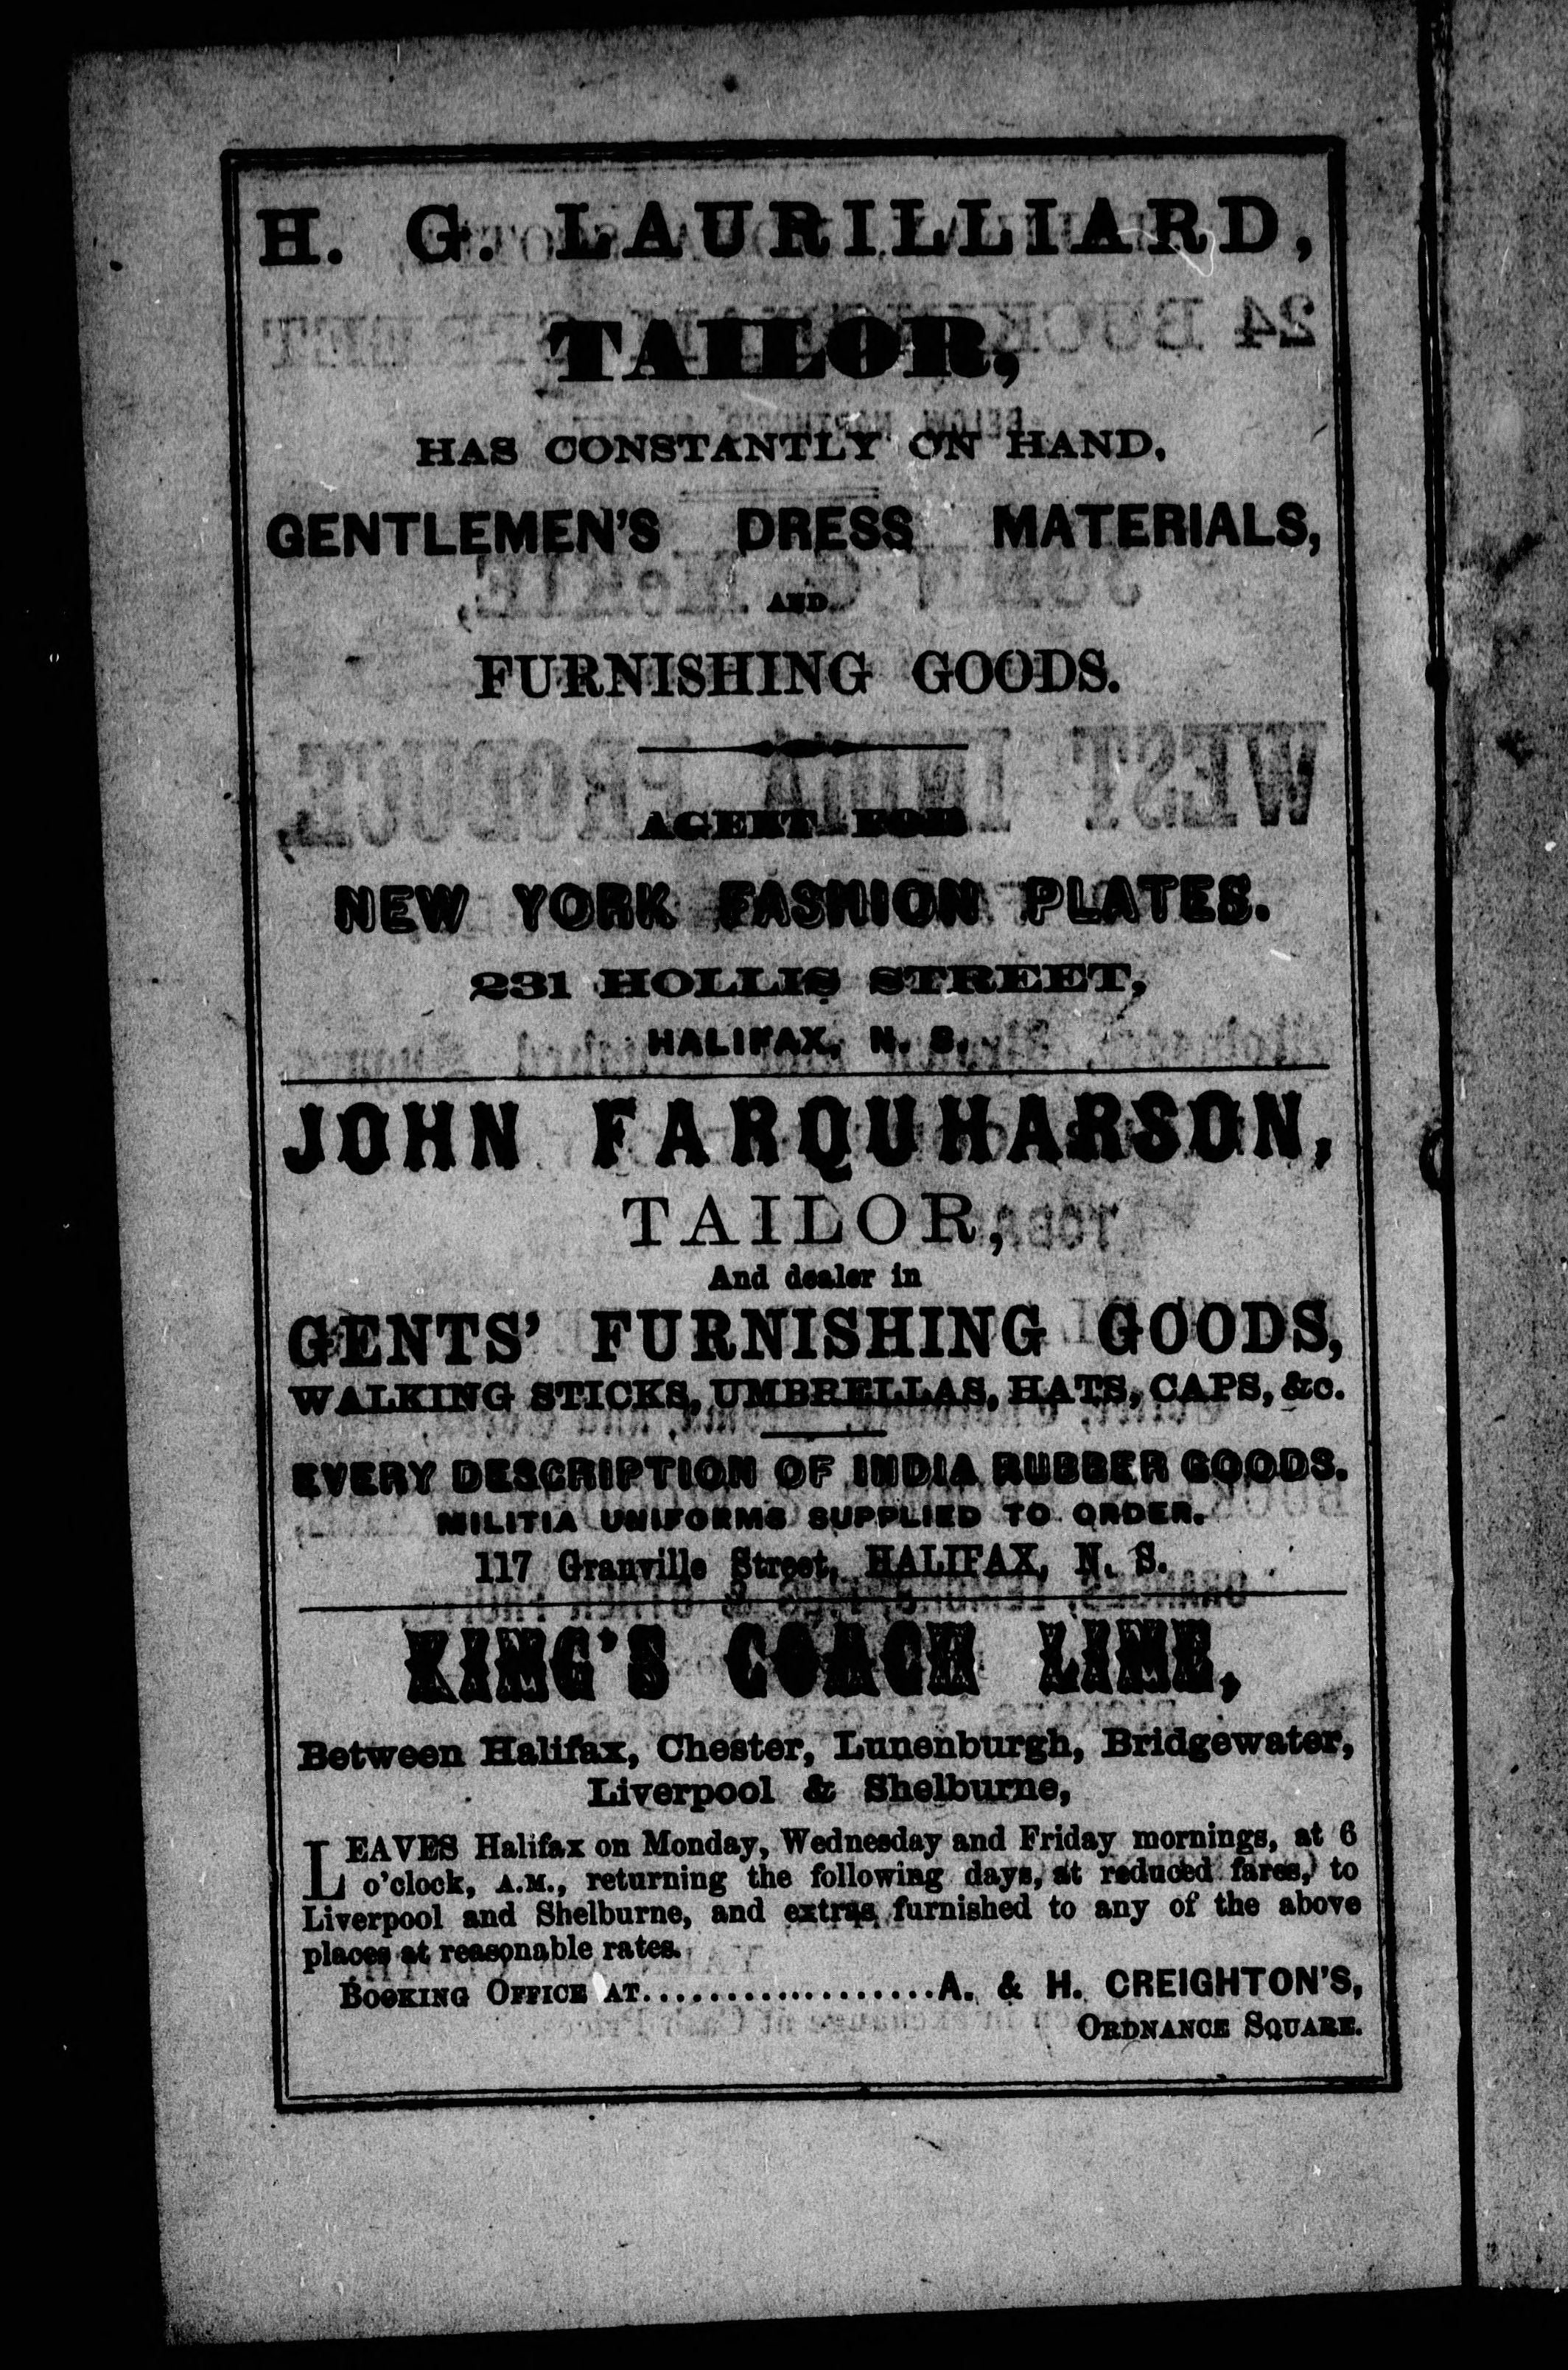 H. G. LAURILLIARD,
TAILOR,
HAS CONSTANTLY ON HAND,
GENTLEMEN'S DRESS MATERIALS,
AND
FURNISHING GOODS.
AGENT FOR
NEW YORK FASHION PLATES.
231 HOLLIS STREET,
HALIFAX, N. S.
JOHN FARQUHARSON,
TAILOR,
And dealer in
GENTS' FURNISHING GOODS,
WALKING STICKS, UMBRELLAS, HATS, CAPS, &c.
EVERY DESCRIPTION OF INDIA RUBBER GOODS.
MILITIA UNIFORMS SUPPLIED TO ORDER.
117 Granville Street, HALIFAX, N. S.
KING'S COACH LINE,
Between Halifax, Chester, Lunenburgh, Bridgewater,
Liverpool & Shelburne,
LEAVES Halifax on Monday, Wednesday and Friday mornings, at 6
o'clock, A.M., returning the following days, at reduced fares, to
Liverpool and Shelburne, and extras furnished to any of the above
places at reasonable rates.
BOOKING OFFICE AT..................A. & H. CREIGHTON'S,
ORDNANCE SQUARE.